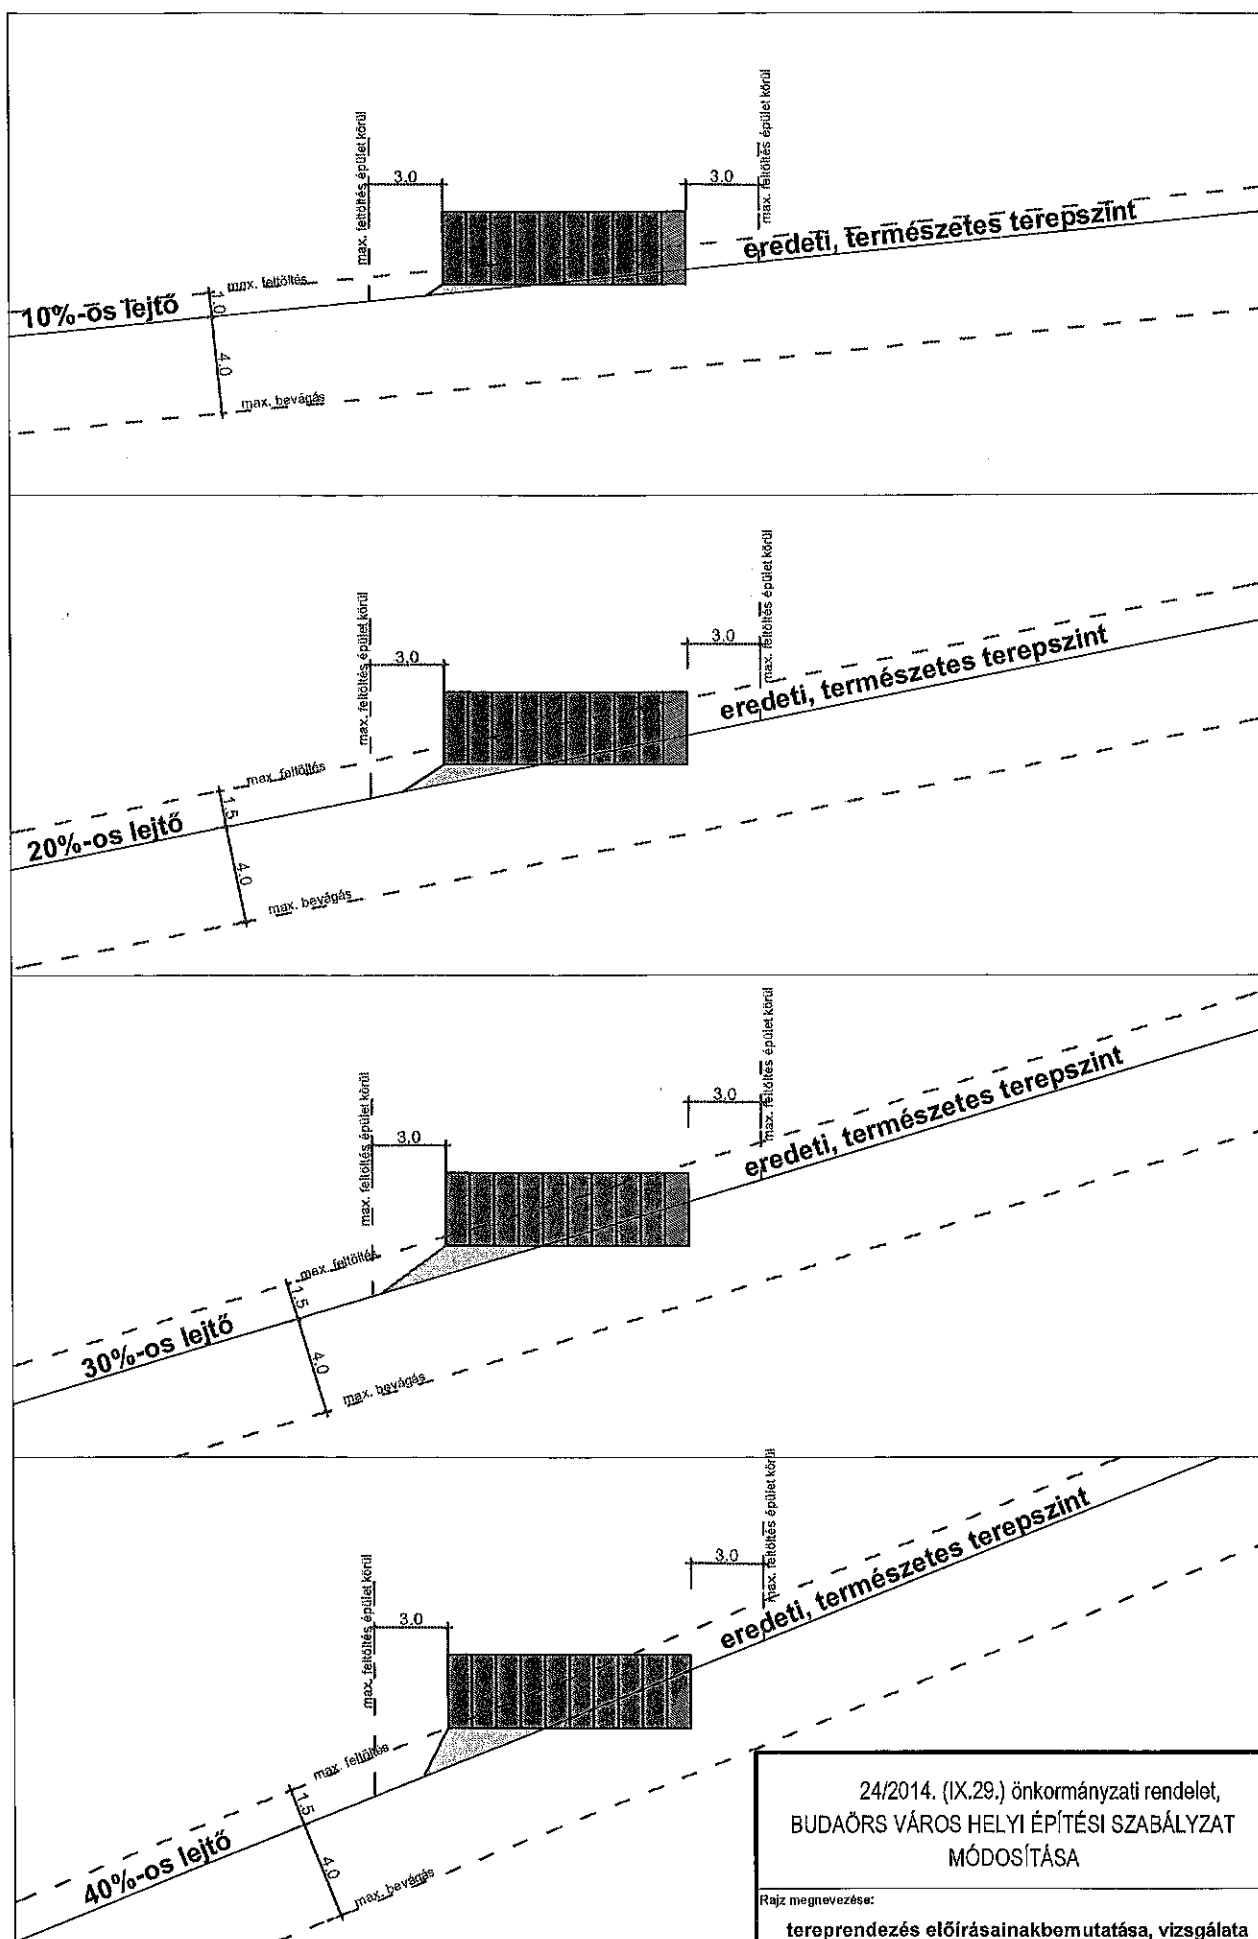 max. feltöltés épület körül
3.0
3.0
max. feltöltés épület körül
eredeti, természetes terepszint
max. feltöltés
10%-os lejtő
1.0
4.0
max. bevágás
max. feltöltés épület körül
3.0
3.0
max. feltöltés épület körül
eredeti, természetes terepszint
max. feltöltés
20%-os lejtő
1.5
4.0
max. bevágás
max. feltöltés épület körül
3.0
3.0
max. feltöltés épület körül
eredeti, természetes terepszint
max. feltöltés
30%-os lejtő
1.5
4.0
max. bevágás
max. feltöltés épület körül
3.0
3.0
max. feltöltés épület körül
eredeti, természetes terepszint
max. feltöltés
40%-os lejtő
1.5
4.0
max. bevágás
24/2014. (IX.29.) önkormányzati rendelet,
BUDAÖRS VÁROS HELYI ÉPÍTÉSI SZABÁLYZAT
MÓDOSÍTÁSA
Rajz megnevezése:
tereprendezés előírásainakbemutatása, vizsgálata